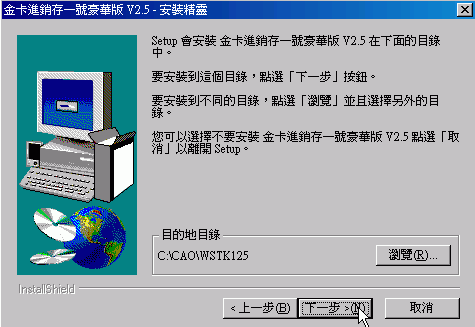 金卡進銷存一號豪華版 V2.5 - 安裝精靈
Setup 會安裝 金卡進銷存一號豪華版 V2.5 在下面的目錄
中。
要安裝到這個目錄，點選「下一步」按鈕。
要安裝到不同的目錄，點選「瀏覽」並且選擇另外的目
錄。
您可以選擇不要安裝 金卡進銷存一號豪華版 V2.5 點選「取
消」以離開 Setup。
目的地目錄
C:\CAO\WSTK125
瀏覽(R)...
InstallShield
< 上一步(B)
下一步 >(N)
取消